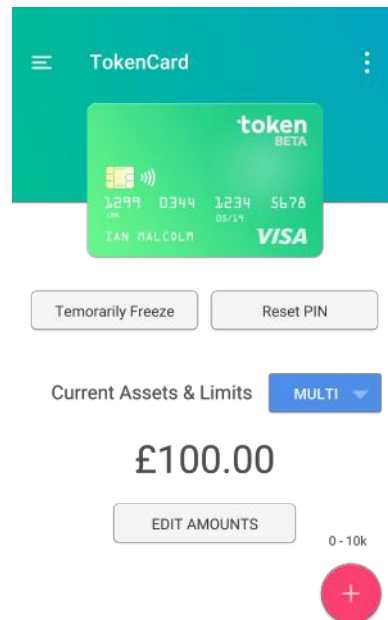 TokenCard
token
BETA
1299 0344 1234 5678
05/19
IAN MALCOLM
VISA
Temorarily Freeze
Reset PIN
Current Assets & Limits
MULTI
£100.00
EDIT AMOUNTS
0 - 10k
+